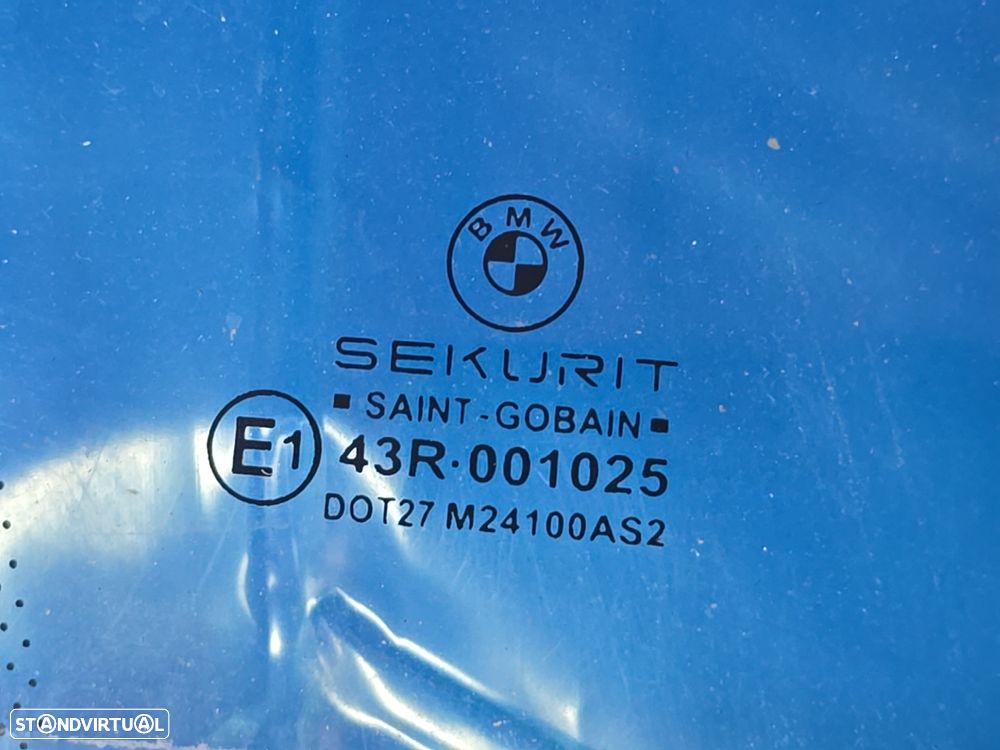 BMW
SEKURIT
SAINT-GOBAIN
E1
43R·001025
DOT27 M24100AS2
STANDVIRTUAL